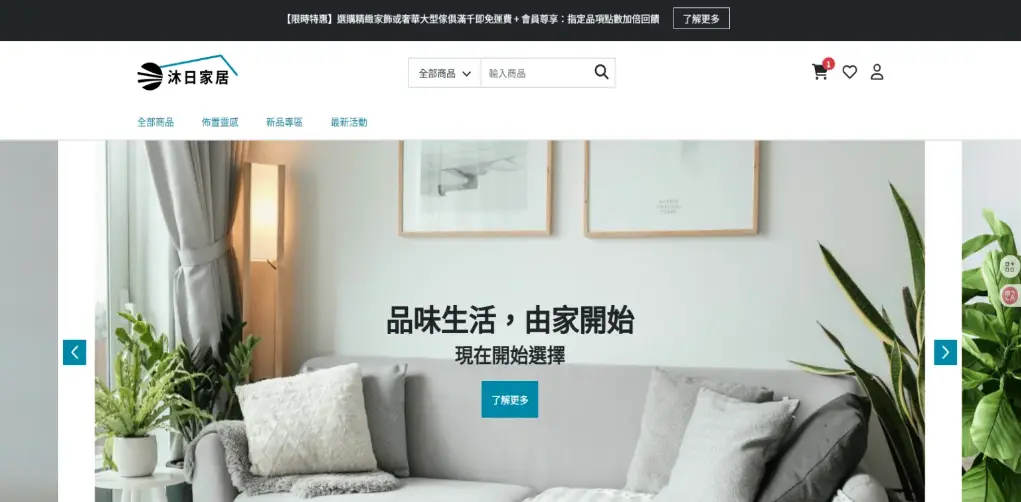 【限時特惠】選購精緻家飾或奢華大型傢俱滿千即免運費 + 會員尊享：指定品項點數加倍回饋 了解更多
沐日家居
全部商品 輸入商品
1
全部商品 佈置靈感 新品專區 最新活動
品味生活，由家開始
現在開始選擇
了解更多